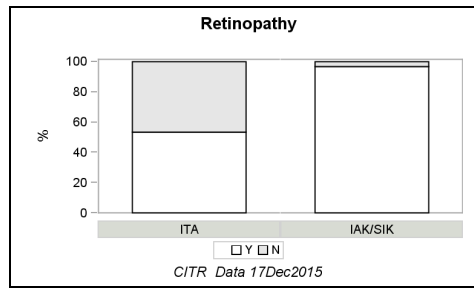 Retinopathy
100
80
60
40
20
0
%
ITA IAK/SIK
Y N
CITR Data 17Dec2015